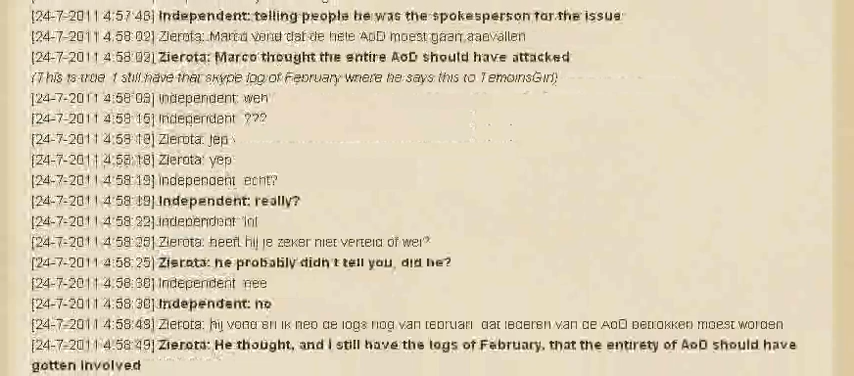 [24-7-2011 4:57:43] Independent: telling people he was the spokesperson for the issue
[24-7-2011 4:58:02] Zierota: Marco vond dat de hele AoD moest gaan aanvallen
[24-7-2011 4:58:02] Zierota: Marco thought the entire AoD should have attacked
(This is true, I still have that skype log of February where he says this to TemoinsGirl)
[24-7-2011 4:58:09] Independent: weh
[24-7-2011 4:58:15] Independent: ???
[24-7-2011 4:58:18] Zierota: jep
[24-7-2011 4:58:18] Zierota: yep
[24-7-2011 4:58:19] Independent: echt?
[24-7-2011 4:58:19] Independent: really?
[24-7-2011 4:58:22] Independent: lol
[24-7-2011 4:58:25] Zierota: heeft hij je zeker niet verteld of wel?
[24-7-2011 4:58:25] Zierota: he probably didn't tell you, did he?
[24-7-2011 4:58:30] Independent: nee
[24-7-2011 4:58:30] Independent: no
[24-7-2011 4:58:49] Zierota: hij vond en ik heb de logs nog van februari dat iederen van de AoD betrokken moest worden
[24-7-2011 4:58:49] Zierota: He thought, and I still have the logs of February, that the entirety of AoD should have
gotten involved